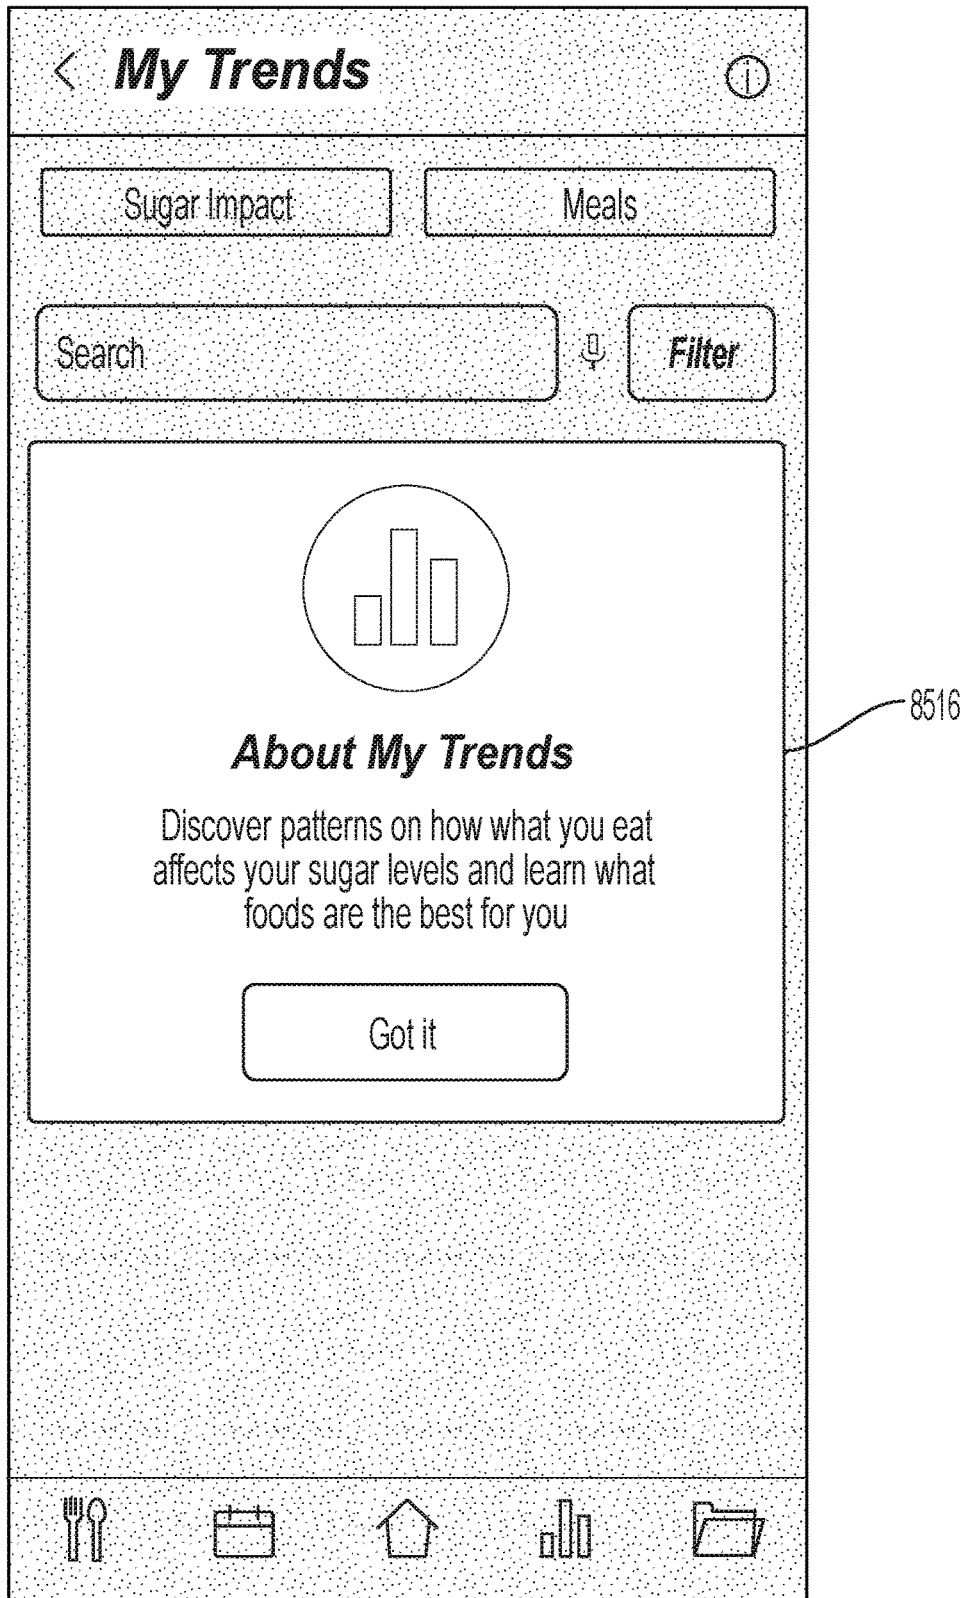 My Trends
Sugar Impact
Meals
Search
Filter
8516
About My Trends
Discover patterns on how what you eat
affects your sugar levels and learn what
foods are the best for you
Got it